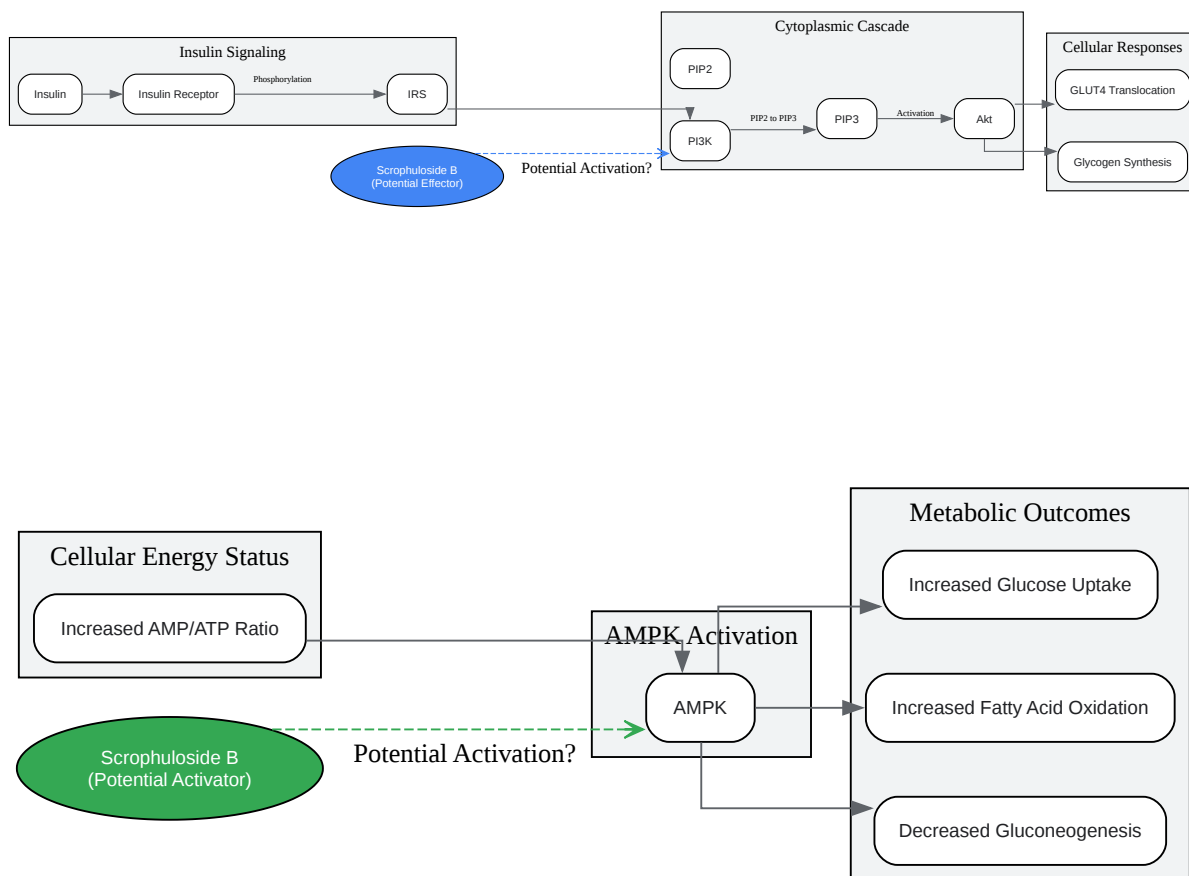 Insulin Signaling
Insulin
Insulin Receptor
Phosphorylation
IRS
Scrophuloside B
(Potential Effector)
Potential Activation?
Cytoplasmic Cascade
PIP2
PI3K
PIP2 to PIP3
PIP3
Activation
Akt
Cellular Responses
GLUT4 Translocation
Glycogen Synthesis
Cellular Energy Status
Increased AMP/ATP Ratio
Scrophuloside B
(Potential Activator)
Potential Activation?
AMPK Activation
AMPK
Metabolic Outcomes
Increased Glucose Uptake
Increased Fatty Acid Oxidation
Decreased Gluconeogenesis